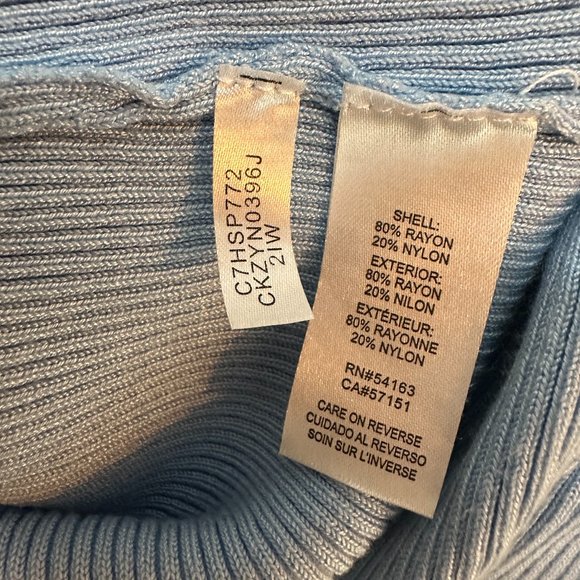 C7HSP772
CKZYN0396J
2IW
SHELL:
80% RAYON
20% NYLON
EXTERIOR:
80% RAYON
20% NILON
EXTÉRIEUR:
80% RAYONNE
20% NYLON
RN#54163
CA#57151
CARE ON REVERSE
CUIDADO AL REVERSO
SOIN SUR L'INVERSE